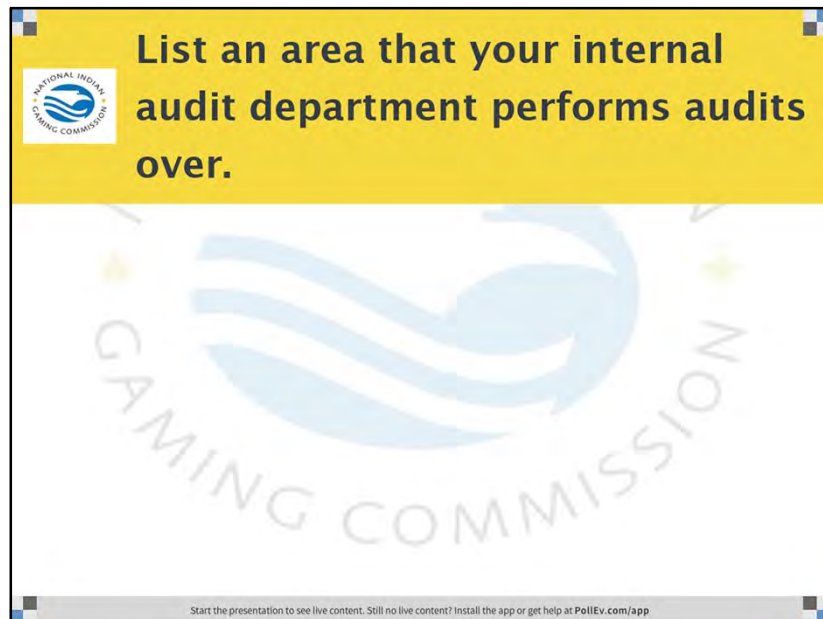 List an area that your internal
audit department performs audits
over.
NATIONAL INDIAN
GAMING COMMISSION
GAMING COMMISSION
Start the presentation to see live content. Still no live content? Install the app or get help at PollEv.com/app